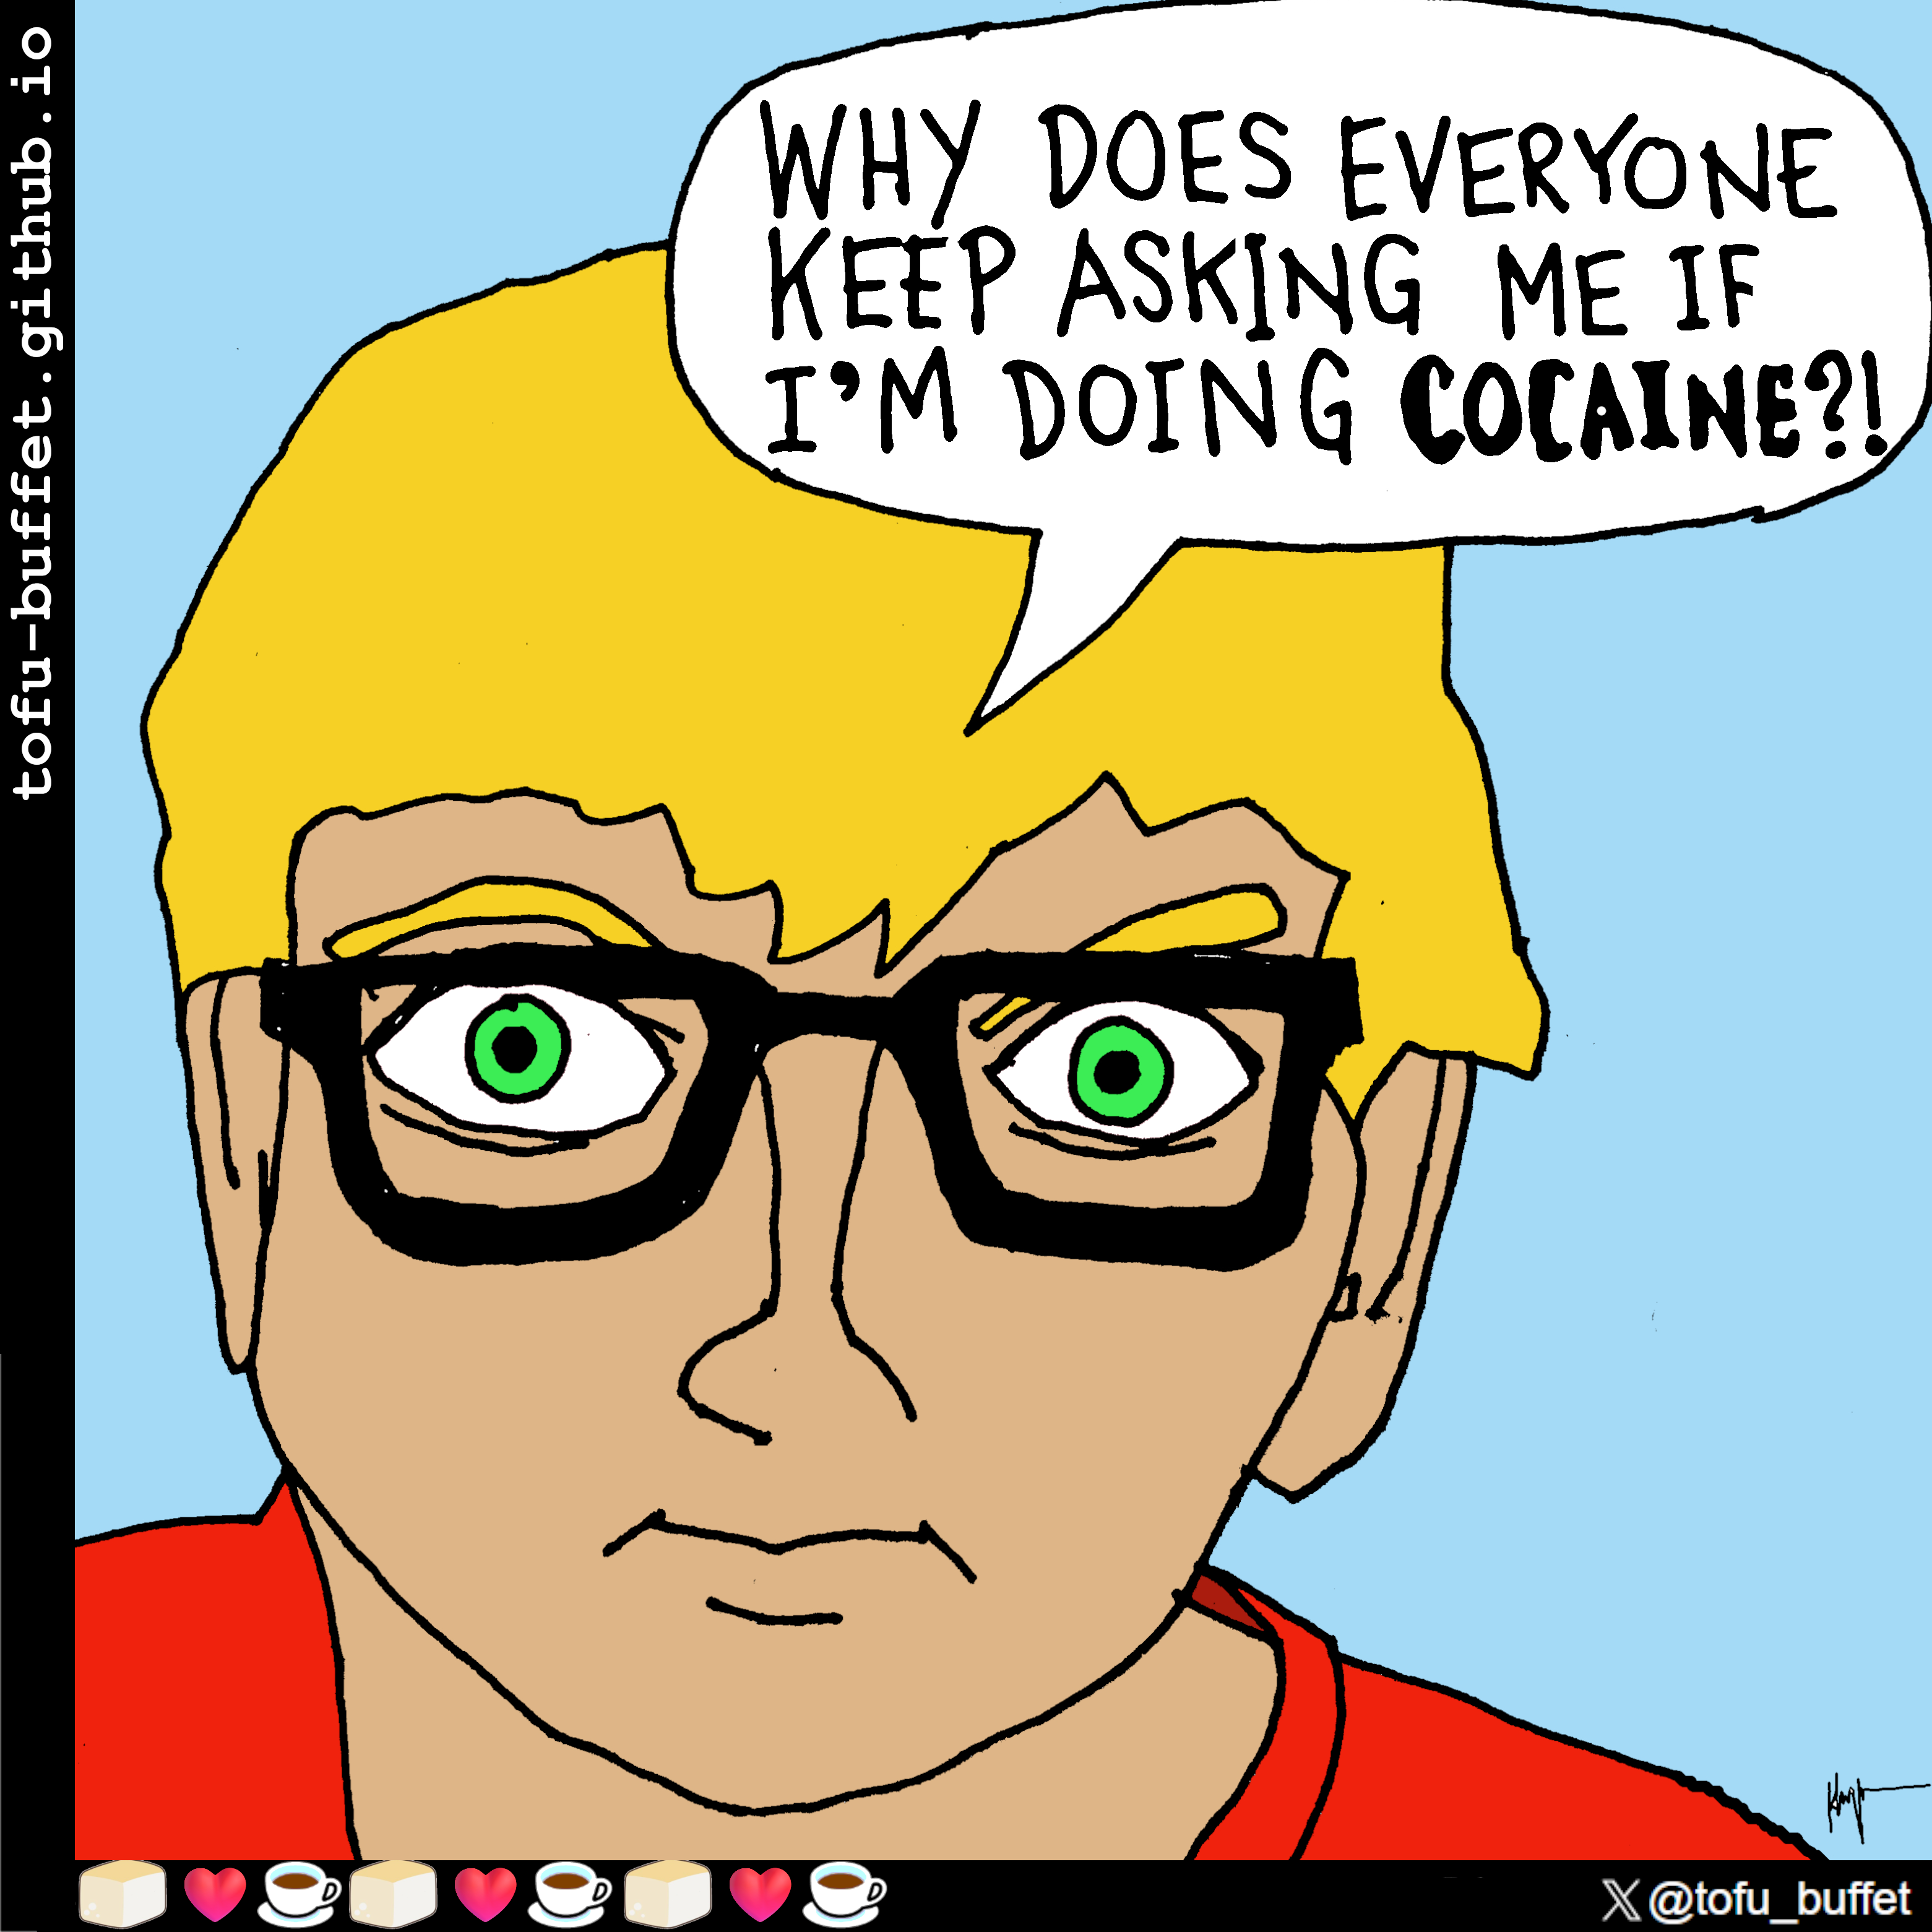 WHY DOES EVERYONE
KEEP ASKING ME IF
I'M DOING COCAINE?!
tofu-buffet.github.io
𝕏 @tofu_buffet